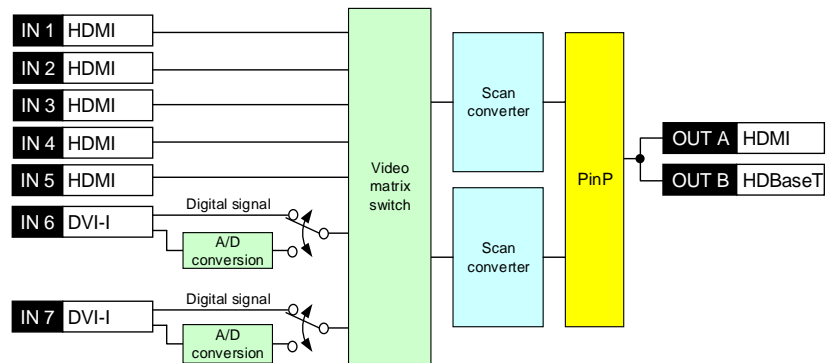 IN 1 HDMI
IN 2 HDMI
IN 3 HDMI
IN 4 HDMI
IN 5 HDMI
IN 6 DVI-I
Digital signal
A/D
conversion
IN 7 DVI-I
Digital signal
A/D
conversion
Video
matrix
switch
Scan
converter
Scan
converter
PinP
OUT A HDMI
OUT B HDBaseT